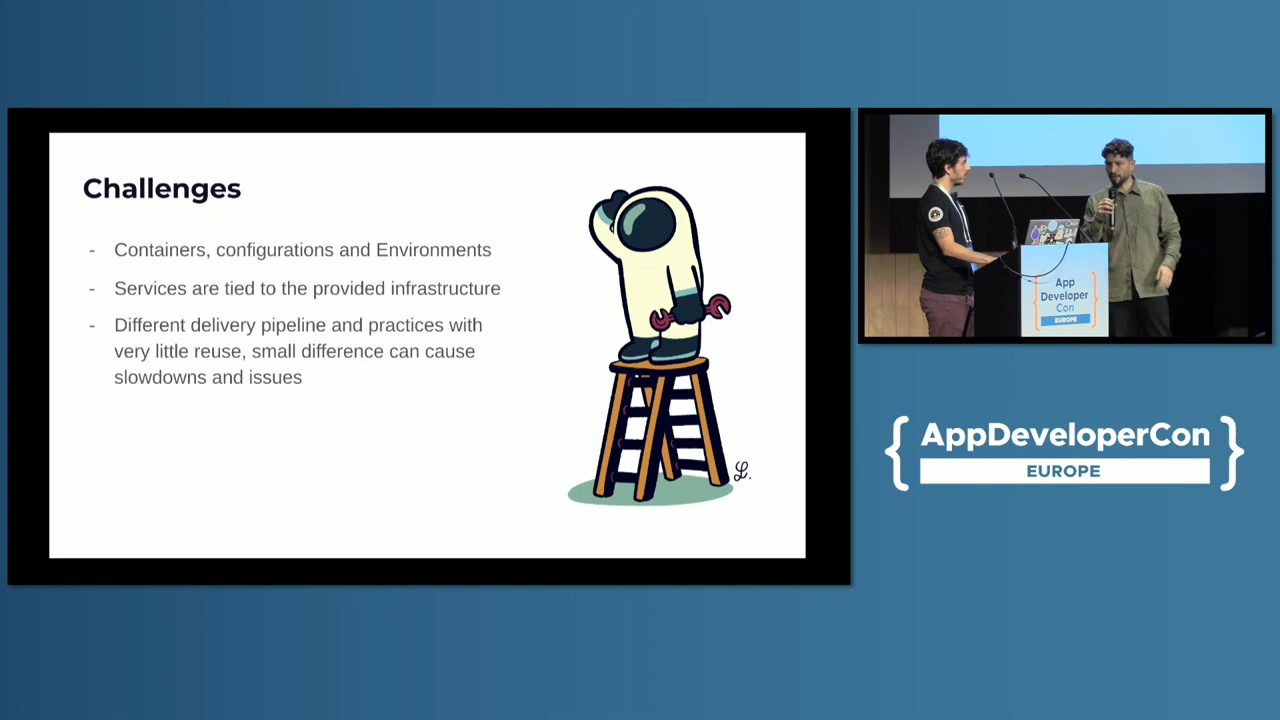 Challenges
- Containers, configurations and Environments
- Services are tied to the provided infrastructure
- Different delivery pipeline and practices with
very little reuse, small difference can cause
slowdowns and issues
L.
App
Developer
Con
EUROPE
{ AppDeveloperCon }
EUROPE